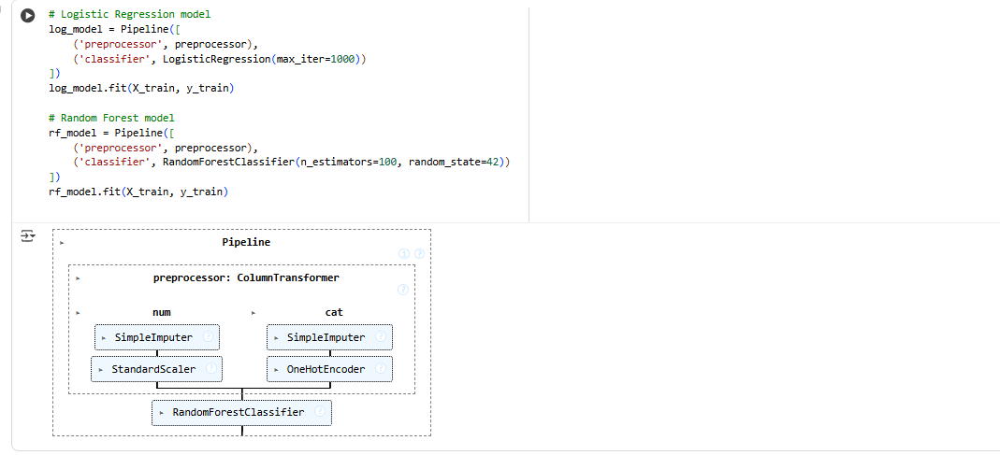 # Logistic Regression model
log_model = Pipeline([
    ('preprocessor', preprocessor),
    ('classifier', LogisticRegression(max_iter=1000))
])
log_model.fit(X_train, y_train)

# Random Forest model
rf_model = Pipeline([
    ('preprocessor', preprocessor),
    ('classifier', RandomForestClassifier(n_estimators=100, random_state=42))
])
rf_model.fit(X_train, y_train)
Pipeline
i ?
preprocessor: ColumnTransformer
?
num cat
SimpleImputer ? SimpleImputer ?
StandardScaler ? OneHotEncoder ?
RandomForestClassifier ?